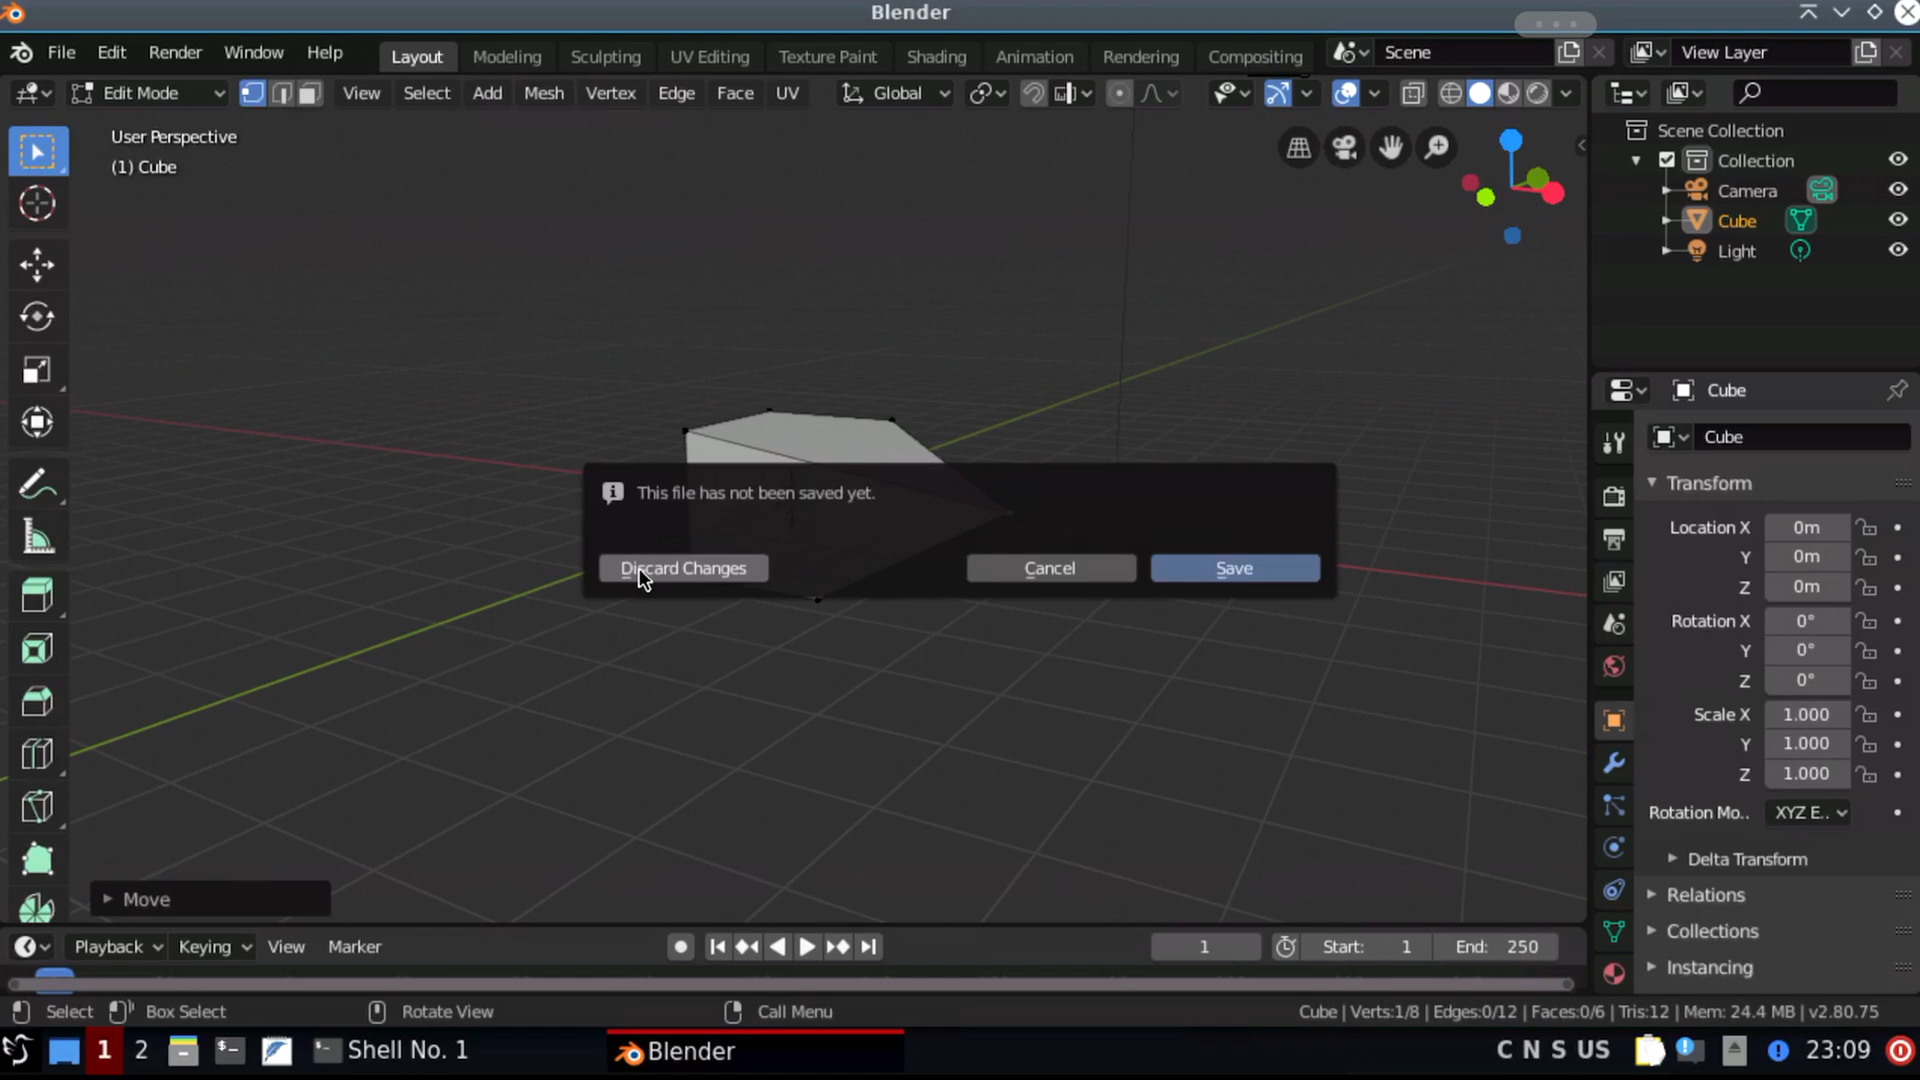 Blender
File Edit Render Window Help Layout Modeling Sculpting UV Editing Texture Paint Shading Animation Rendering Compositing Scene View Layer
Edit Mode View Select Add Mesh Vertex Edge Face UV Global
User Perspective
(1) Cube
Scene Collection
Collection
Camera
Cube
Light
This file has not been saved yet.
Discard Changes Cancel Save
Cube
Cube
Transform
Location X 0m
Y 0m
Z 0m
Rotation X 0°
Y 0°
Z 0°
Scale X 1.000
Y 1.000
Z 1.000
Rotation Mo.. XYZ E..
Delta Transform
Relations
Collections
Instancing
Move
Playback Keying View Marker 1 Start: 1 End: 250
Select Box Select Rotate View Call Menu Cube | Verts:1/8 | Edges:0/12 | Faces:0/6 | Tris:12 | Mem: 24.4 MB | v2.80.75
1 2 Shell No. 1 Blender C N S US 23:09